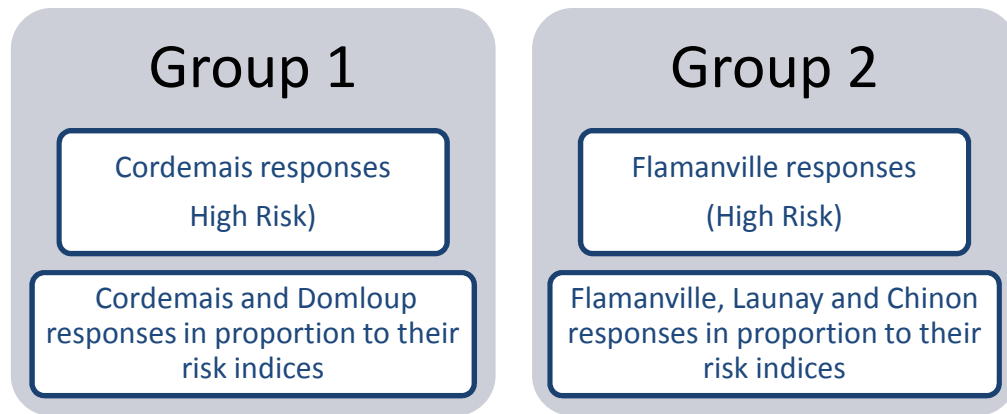 Group 1
Cordemais responses
High Risk)
Cordemais and Domloup
responses in proportion to their
risk indices
Group 2
Flamanville responses
(High Risk)
Flamanville, Launay and Chinon
responses in proportion to their
risk indices